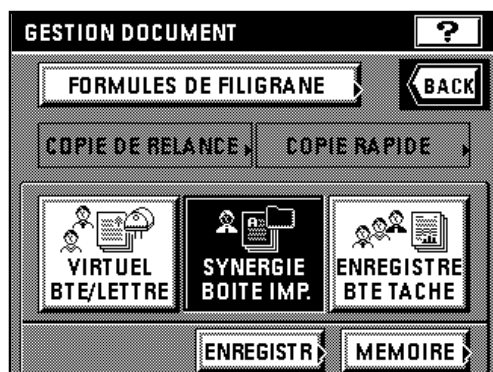 GESTION DOCUMENT ?
FORMULES DE FILIGRANE BACK
COPIE DE RELANCE COPIE RAPIDE
VIRTUEL
BTE/LETTRE
SYNERGIE
BOITE IMP.
ENREGISTRE
BTE TACHE
ENREGISTR MEMOIRE